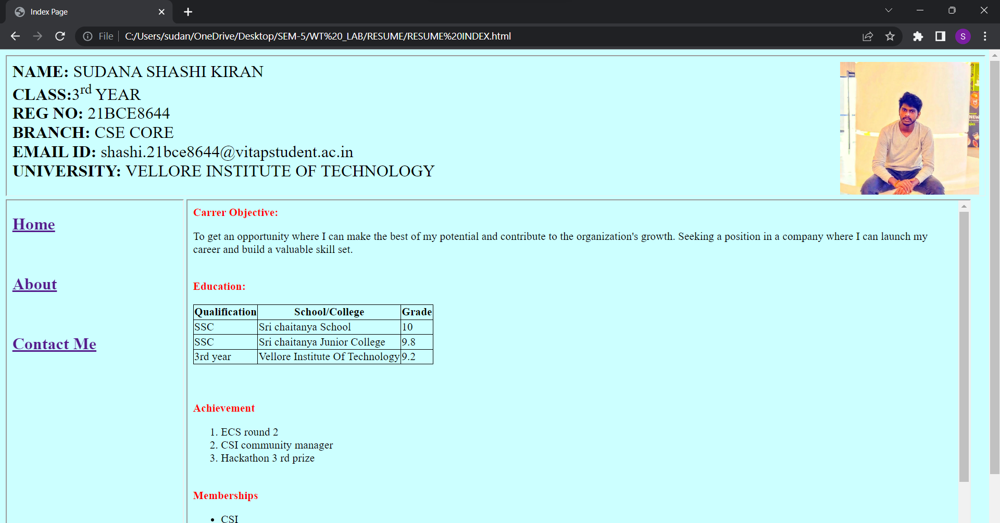 Index Page
File
C:/Users/sudan/OneDrive/Desktop/SEM-5/WT%20_LAB/RESUME/RESUME%20INDEX.html
S
NAME: SUDANA SHASHI KIRAN
CLASS:3rd YEAR
REG NO: 21BCE8644
BRANCH: CSE CORE
EMAIL ID: shashi.21bce8644@vitapstudent.ac.in
UNIVERSITY: VELLORE INSTITUTE OF TECHNOLOGY
NEW
Home
About
Contact Me
Carrer Objective:
To get an opportunity where I can make the best of my potential and contribute to the organization's growth. Seeking a position in a company where I can launch my
career and build a valuable skill set.
Education:
Qualification School/College Grade
SSC Sri chaitanya School 10
SSC Sri chaitanya Junior College 9.8
3rd year Vellore Institute Of Technology 9.2
Achievement
1. ECS round 2
2. CSI community manager
3. Hackathon 3 rd prize
Memberships
• CSI